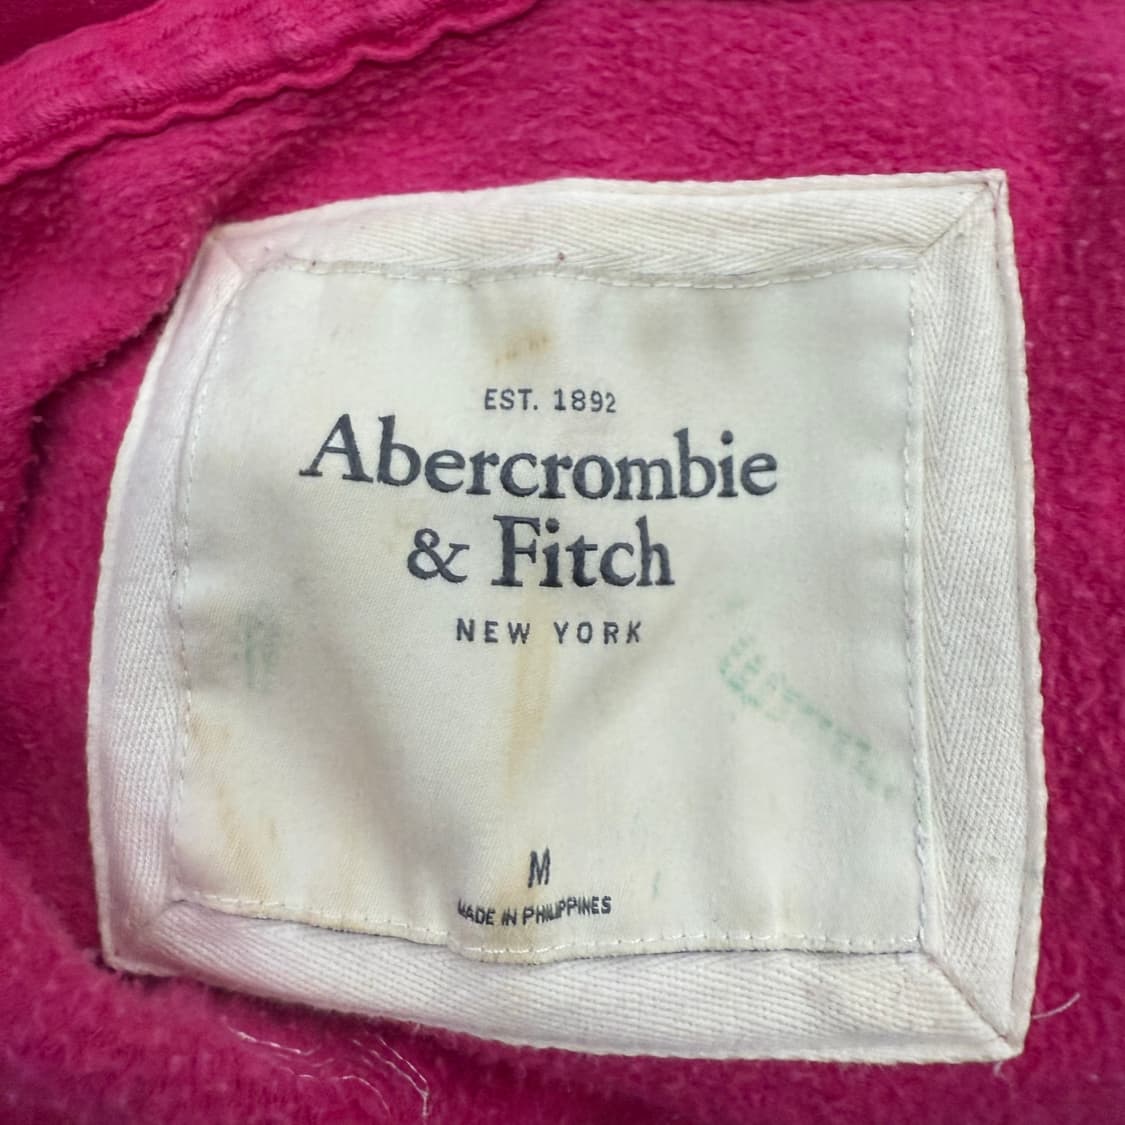 EST. 1892
Abercrombie
& Fitch
NEW YORK
M
MADE IN PHILIPPINES